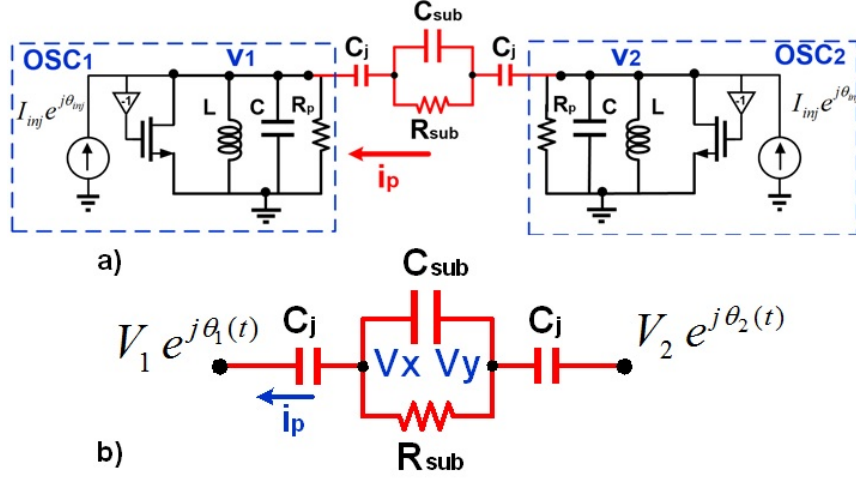 Csub
OSC1 v1 Cj Cj v2 OSC2
Iinj e^jθinj -1 L C Rp Rsub Rp C L -1 Iinj e^jθin
ip
a)
Csub
V1 e^jθ1(t) Cj Cj V2 e^jθ2(t)
Vx Vy
ip
Rsub
b)